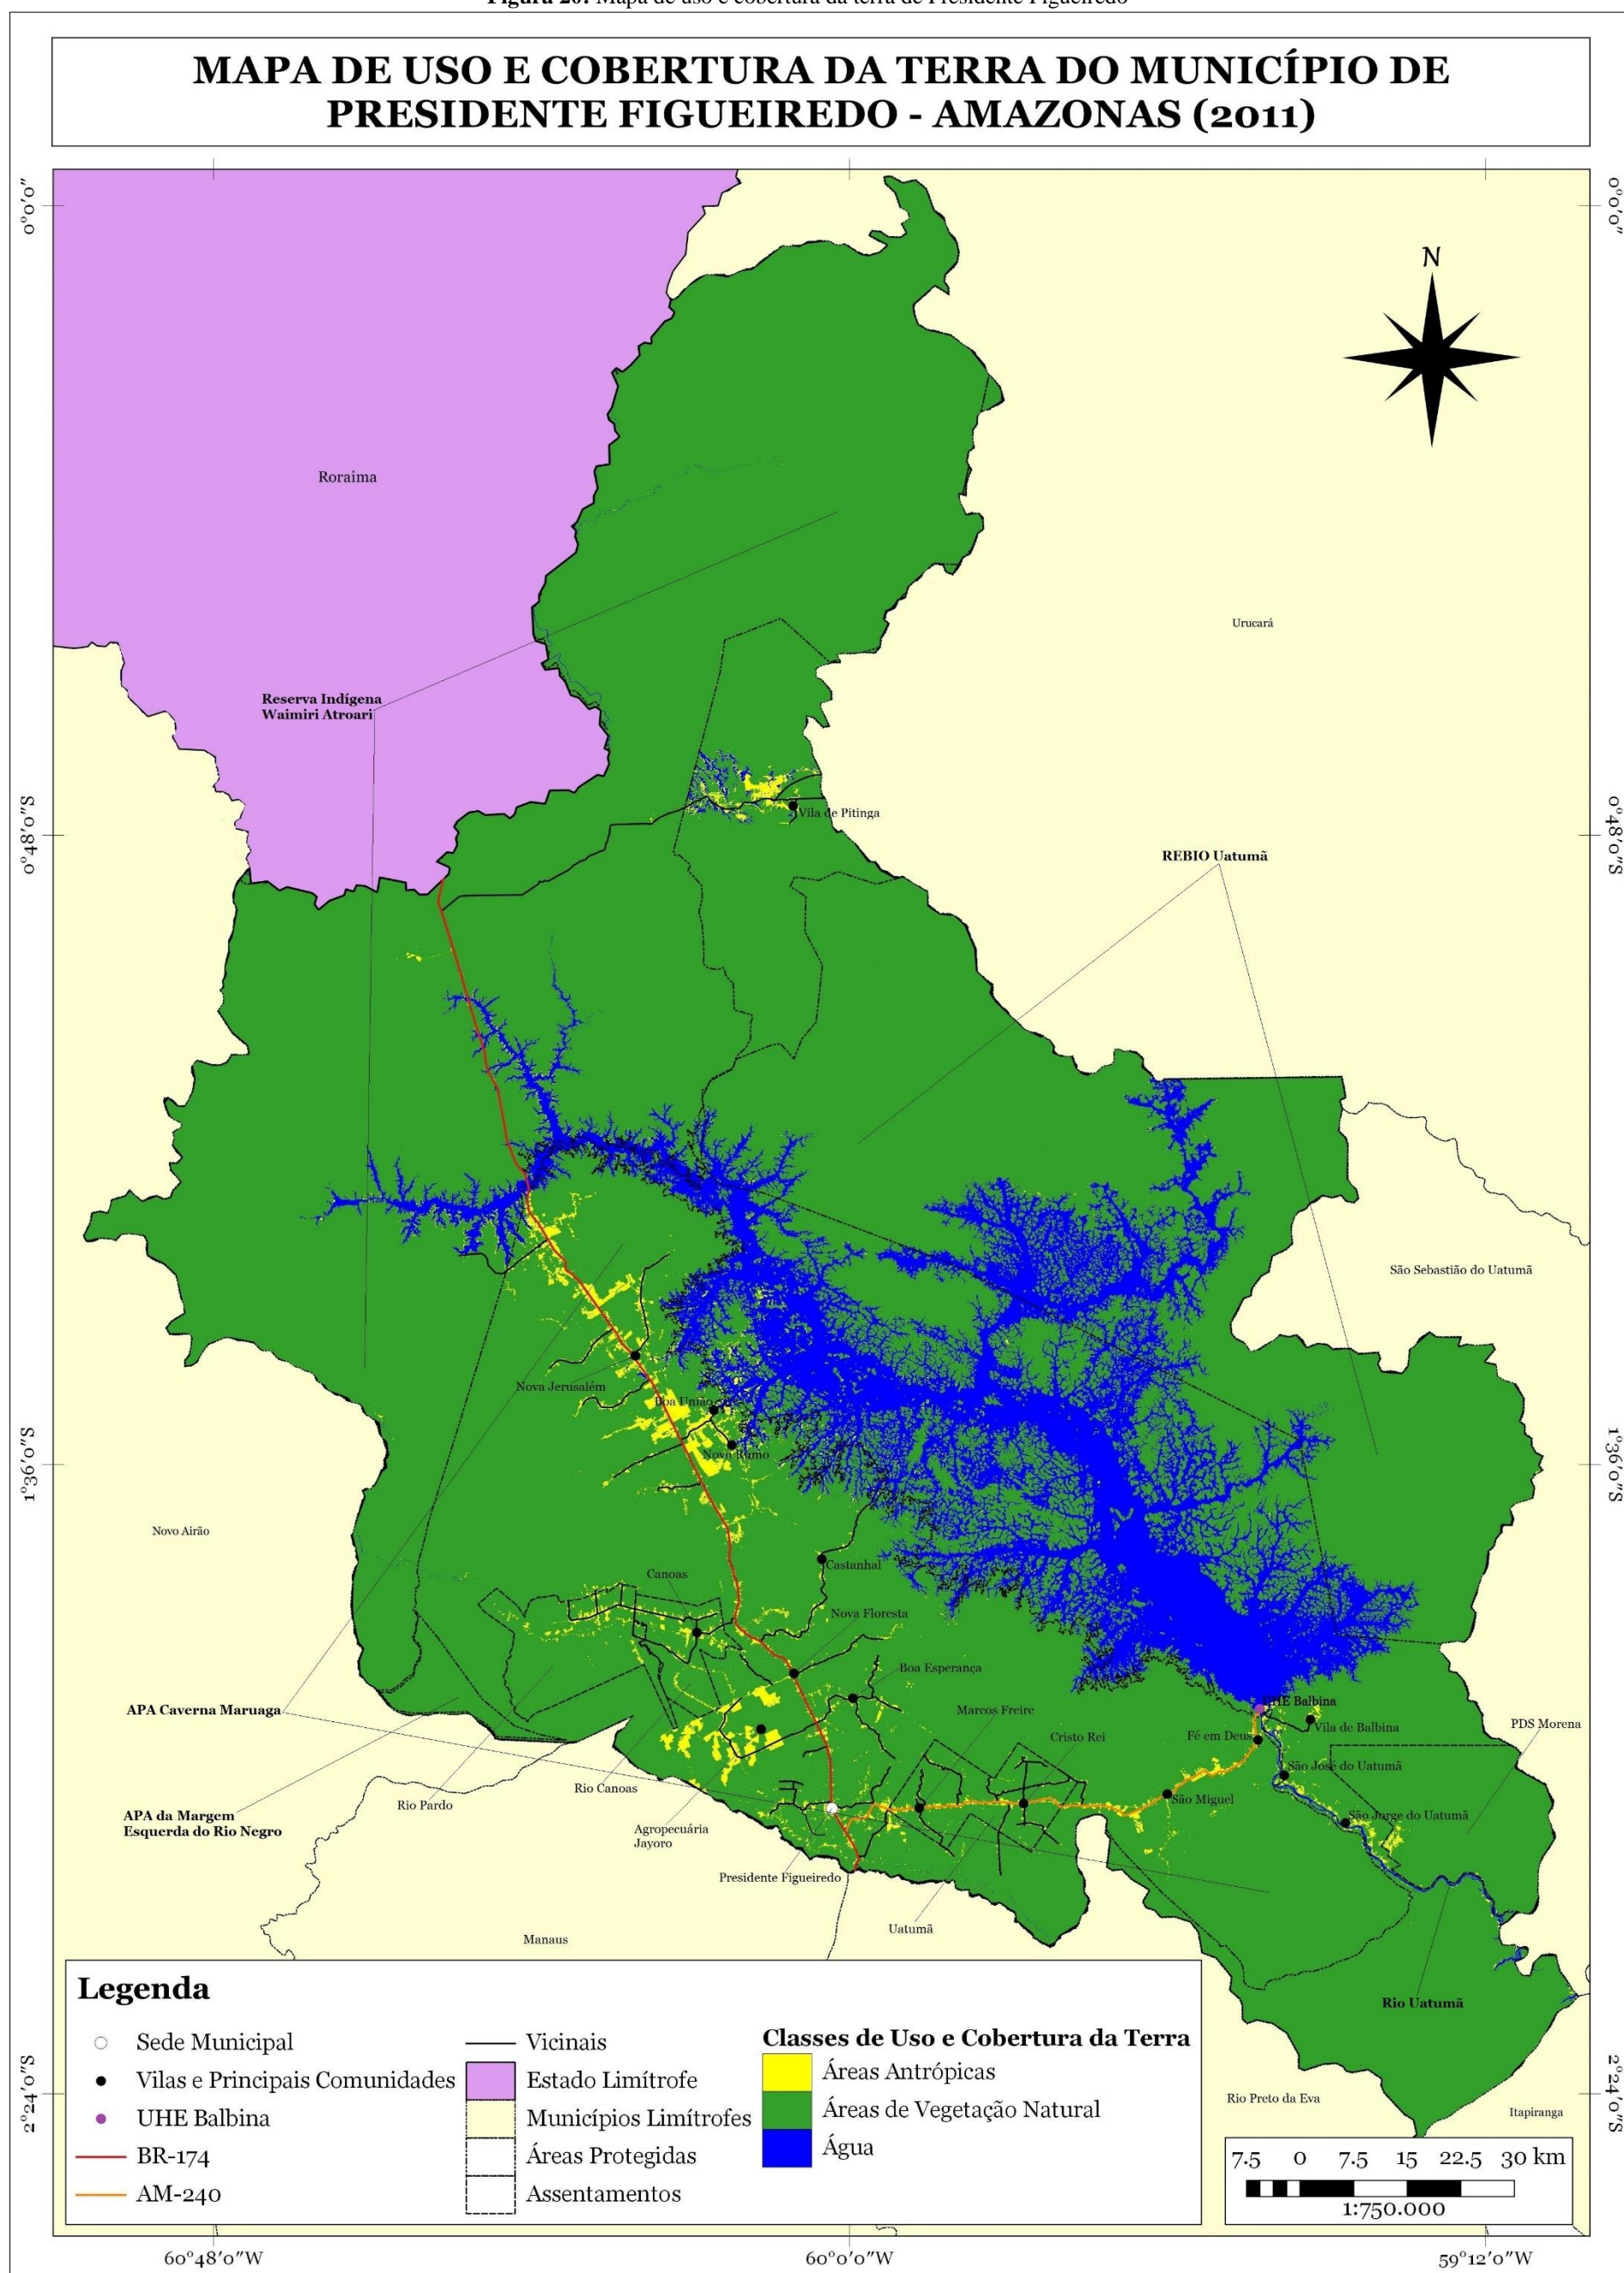 Figura 20: Mapa de uso e cobertura da terra de Presidente Figueiredo
MAPA DE USO E COBERTURA DA TERRA DO MUNICÍPIO DE
PRESIDENTE FIGUEIREDO - AMAZONAS (2011)
0°0'0"
0°0'0"
N
Roraima
Urucará
Reserva Indígena
Waimiri Atroari
Vila de Pitinga
0°48'0"S
0°48'0"S
REBIO Uatumã
São Sebastião do Uatumã
Nova Jerusalém
Boa União
Novo Rumo
1°36'0"S
1°36'0"S
Novo Airão
Castanhal
Canoas
Nova Floresta
Boa Esperança
APA Caverna Maruaga
UHE Balbina
Marcos Freire
Vila de Balbina
PDS Morena
Fé em Deus
Cristo Rei
São José do Uatumã
Rio Canoas
São Miguel
Rio Pardo
APA da Margem
Esquerda do Rio Negro
São Jorge do Uatumã
Agropecuária
Jayoro
Presidente Figueiredo
Uatumã
Manaus
Rio Uatumã
Rio Preto da Eva
Itapiranga
2°24'0"S
2°24'0"S
Legenda
Sede Municipal
Vilas e Principais Comunidades
UHE Balbina
BR-174
AM-240
Vicinais
Estado Limítrofe
Municípios Limítrofes
Áreas Protegidas
Assentamentos
Classes de Uso e Cobertura da Terra
Áreas Antrópicas
Áreas de Vegetação Natural
Água
7.5 0 7.5 15 22.5 30 km
1:750.000
60°48'0"W
60°0'0"W
59°12'0"W